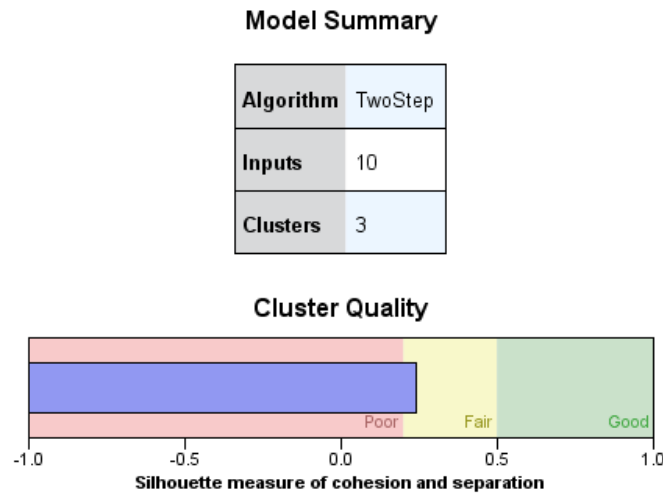 Model Summary
Algorithm TwoStep
Inputs 10
Clusters 3
Cluster Quality
Poor Fair Good
-1.0 -0.5 0.0 0.5 1.0
Silhouette measure of cohesion and separation